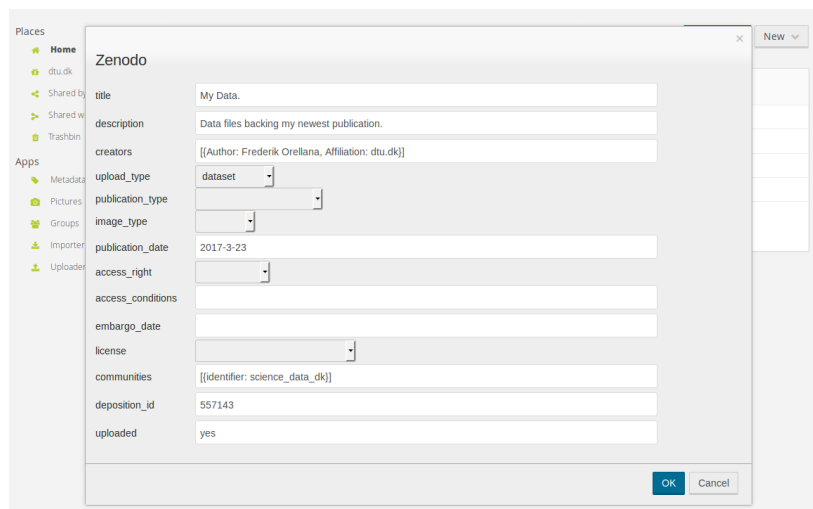 Places
Home
dtu.dk
Shared by
Shared w
Trashbin
Apps
Metadata
Pictures
Groups
Importer
Uploader
New
×
Zenodo
title My Data.
description Data files backing my newest publication.
creators [{Author: Frederik Orellana, Affiliation: dtu.dk}]
upload_type dataset
publication_type
image_type
publication_date 2017-3-23
access_right
access_conditions
embargo_date
license
communities [{identifier: science_data_dk}]
deposition_id 557143
uploaded yes
OK Cancel